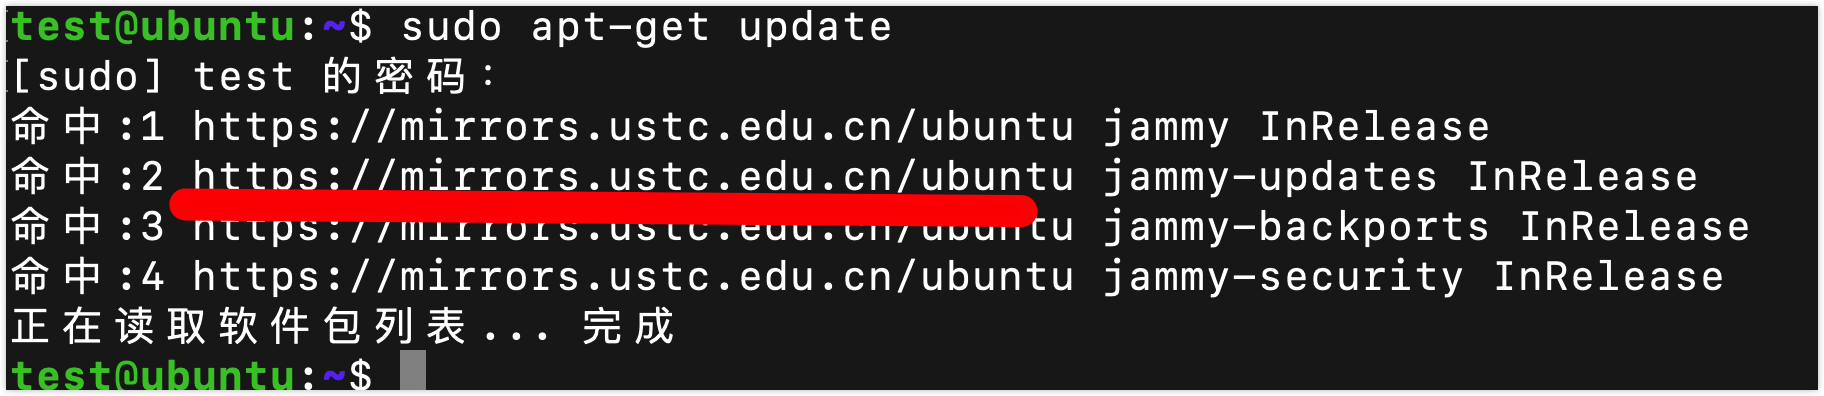 test@ubuntu:~$ sudo apt-get update
[sudo] test 的密码：
命中:1 https://mirrors.ustc.edu.cn/ubuntu jammy InRelease
命中:2 https://mirrors.ustc.edu.cn/ubuntu jammy-updates InRelease
命中:3 https://mirrors.ustc.edu.cn/ubuntu jammy-backports InRelease
命中:4 https://mirrors.ustc.edu.cn/ubuntu jammy-security InRelease
正在读取软件包列表... 完成
test@ubuntu:~$